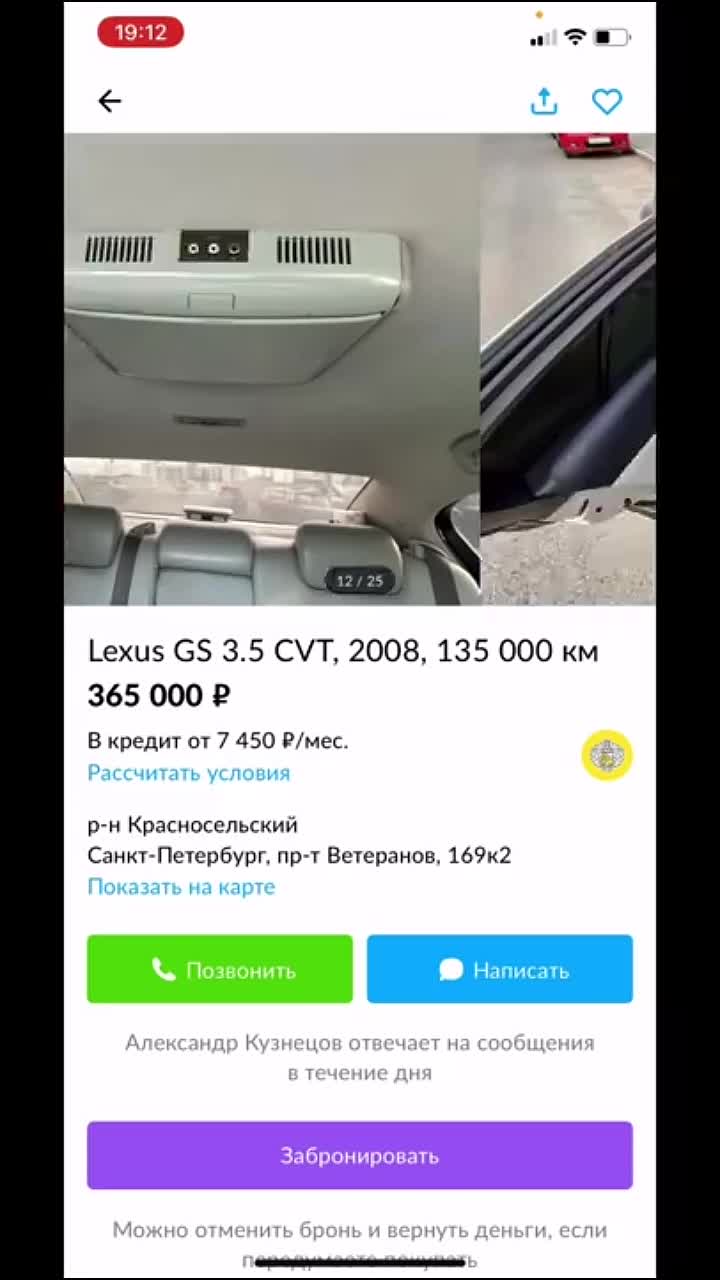 19:12
12 / 25
Lexus GS 3.5 CVT, 2008, 135 000 км
365 000 ₽
В кредит от 7 450 ₽/мес.
Рассчитать условия
р-н Красносельский
Санкт-Петербург, пр-т Ветеранов, 169к2
Показать на карте
Позвонить
Написать
Александр Кузнецов отвечает на сообщения
в течение дня
Забронировать
Можно отменить бронь и вернуть деньги, если
передумаете покупать